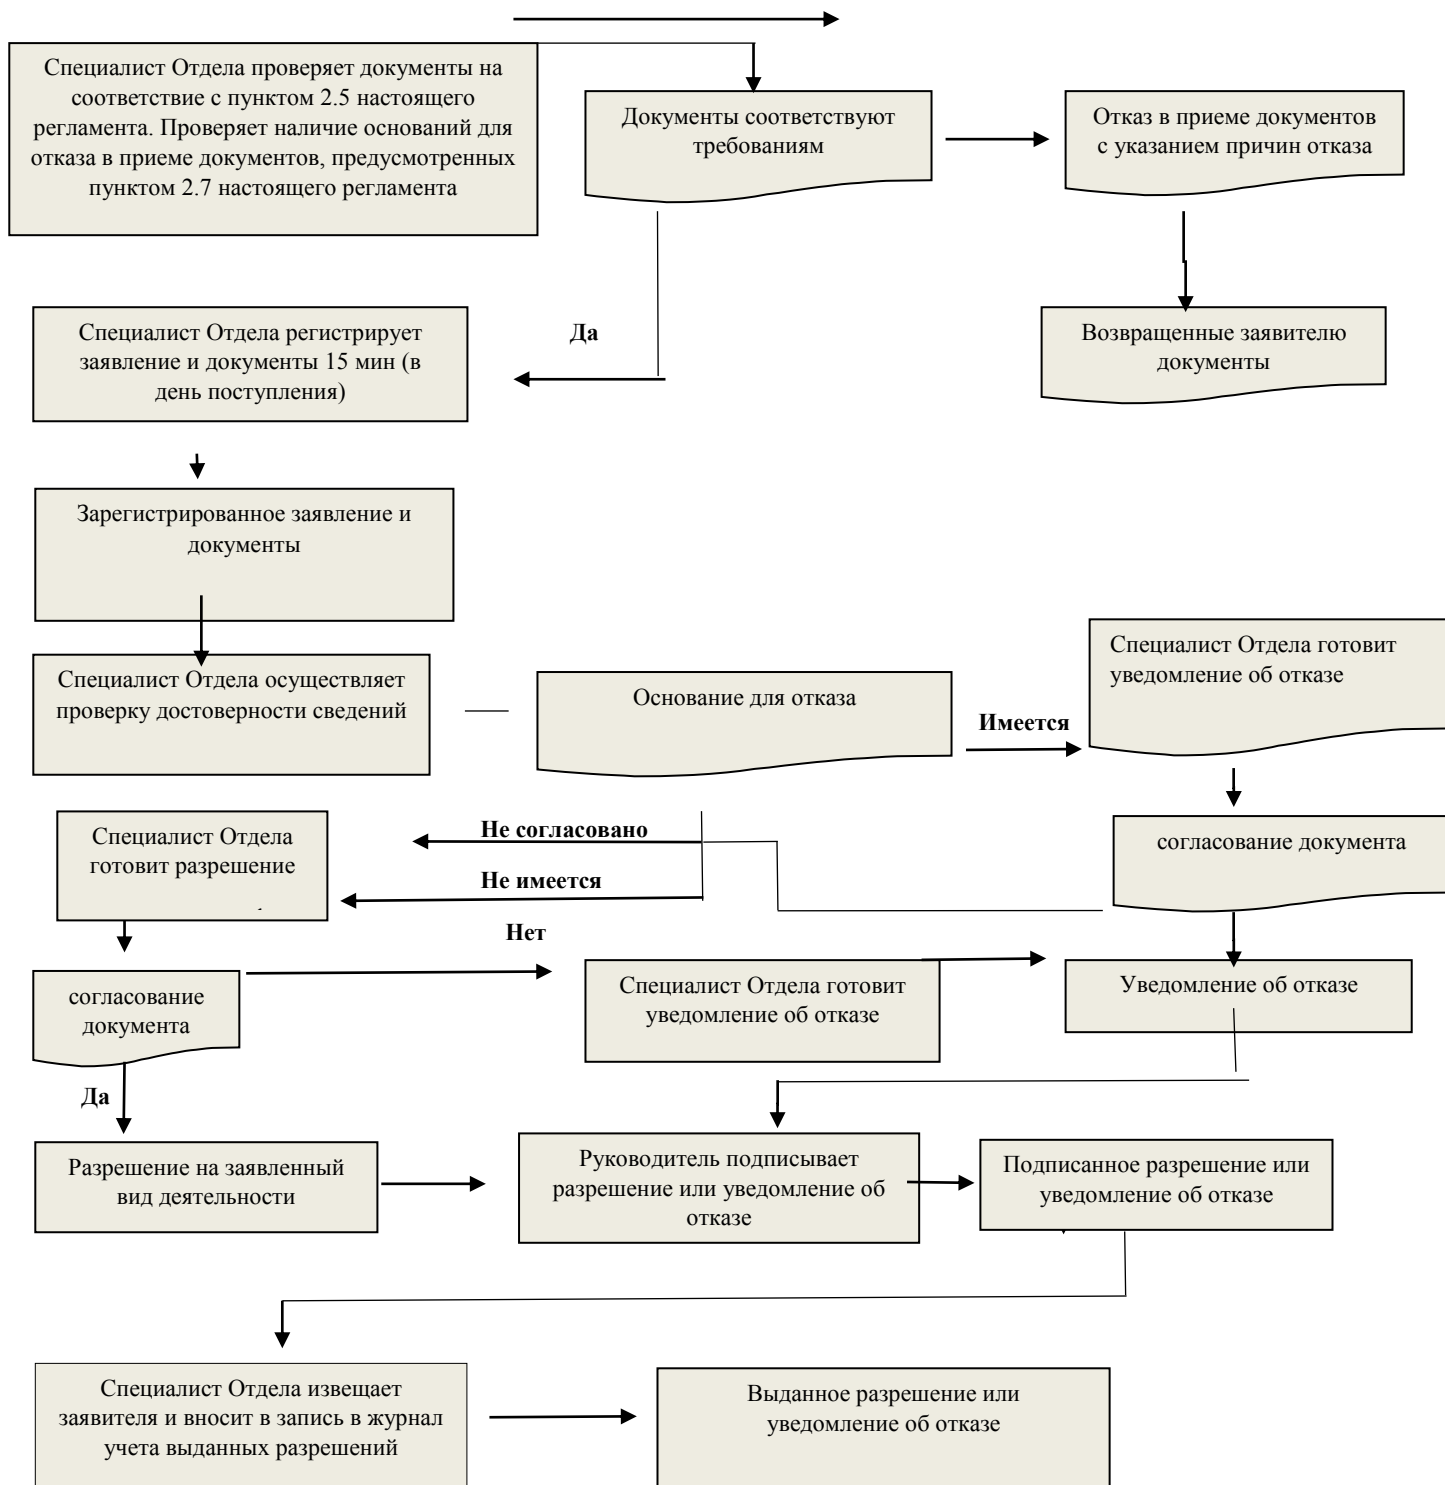 Специалист Отдела проверяет документы на
соответствие с пунктом 2.5 настоящего
регламента. Проверяет наличие оснований для
отказа в приеме документов, предусмотренных
пунктом 2.7 настоящего регламента
Документы соответствуют
требованиям
Отказ в приеме документов
с указанием причин отказа
Специалист Отдела регистрирует
заявление и документы 15 мин (в
день поступления)
Да
Возвращенные заявителю
документы
Зарегистрированное заявление и
документы
Специалист Отдела осуществляет
проверку достоверности сведений
Основание для отказа
Имеется
Специалист Отдела готовит
уведомление об отказе
Специалист Отдела
готовит разрешение
Не согласовано
Не имеется
согласование документа
Нет
согласование
документа
Специалист Отдела готовит
уведомление об отказе
Уведомление об отказе
Да
Разрешение на заявленный
вид деятельности
Руководитель подписывает
разрешение или уведомление об
отказе
Подписанное разрешение или
уведомление об отказе
Специалист Отдела извещает
заявителя и вносит в запись в журнал
учета выданных разрешений
Выданное разрешение или
уведомление об отказе